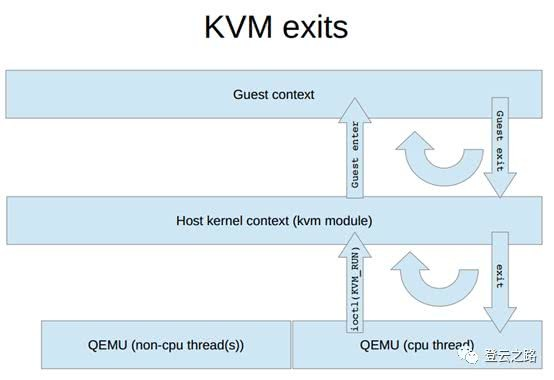 KVM exits
Guest context
Guest enter
Guest exit
Host kernel context (kvm module)
ioctl(KVM_RUN)
exit
QEMU (non-cpu thread(s))
QEMU (cpu thread)
登云之路